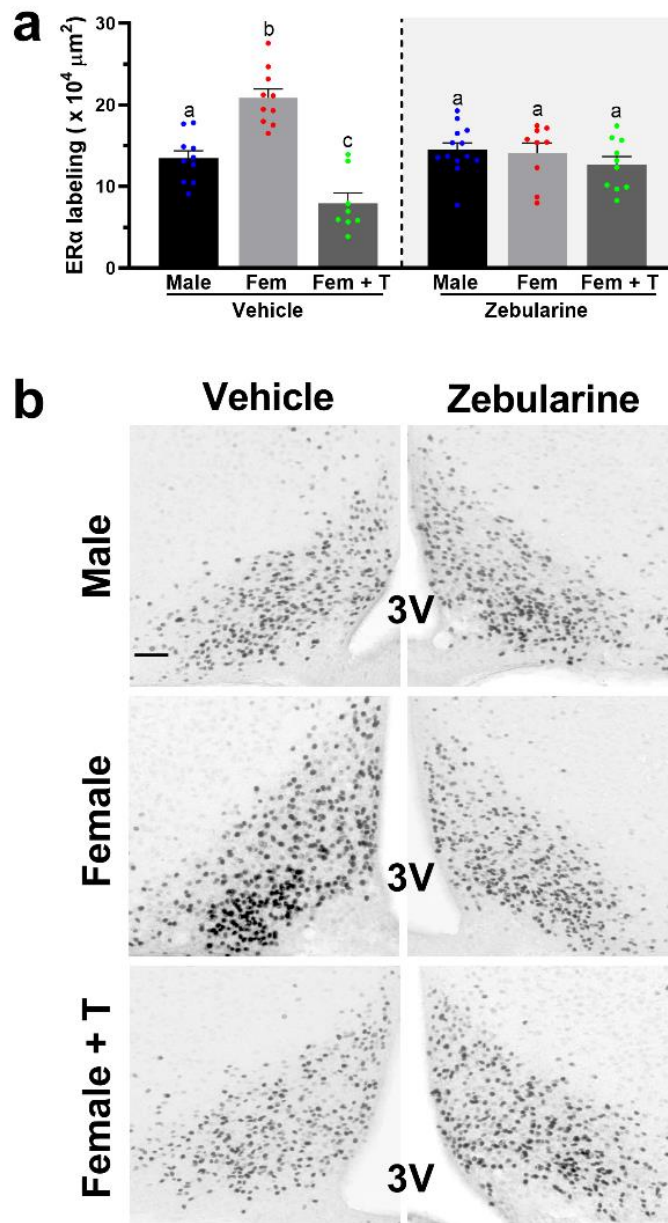 a
ERα labeling ( x 10⁴ μm²)
30
20
10
0
a
b
c
a
a
a
Male Fem Fem + T
Vehicle
Male Fem Fem + T
Zebularine
b
Vehicle Zebularine
Male
3V
Female
3V
Female + T
3V